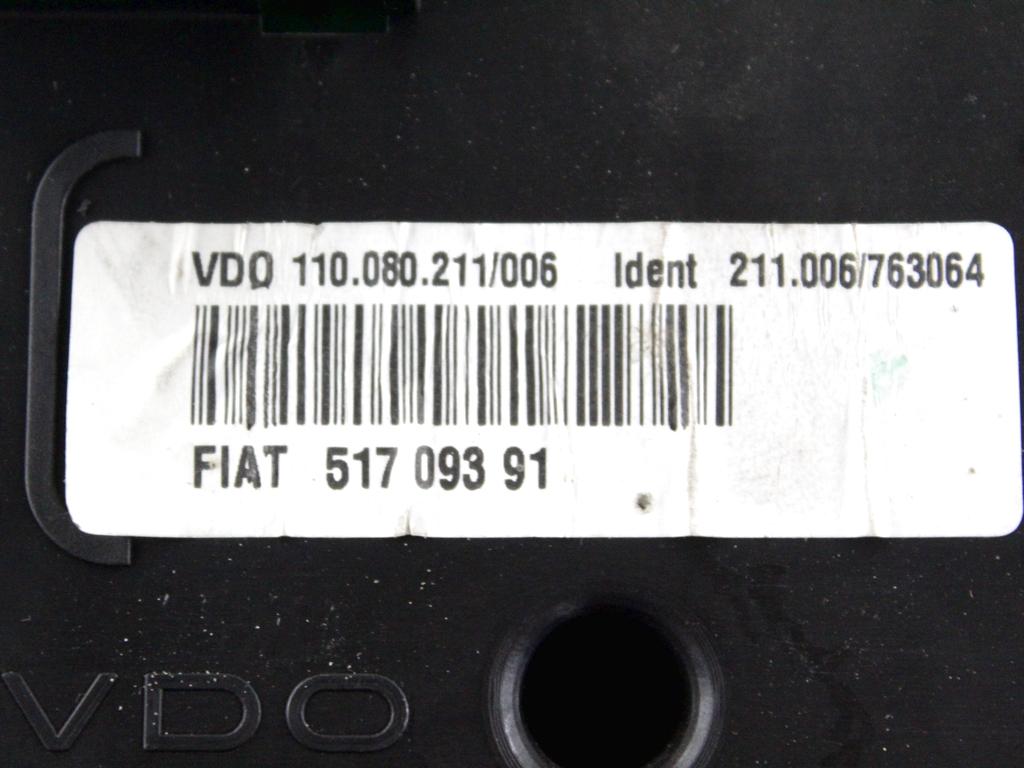 VDO 110.080.211/006 Ident 211.006/763064
FIAT 517 093 91
VDO